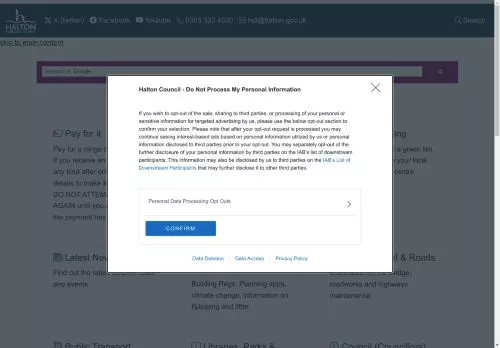 HALTON
X (twitter) Facebook Youtube 0303 333 4300 hdl@halton.gov.uk Search
skip to main content
Google
Halton Council - Do Not Process My Personal Information
If you wish to opt-out of the sale, sharing to third parties, or processing of your personal or
sensitive information for targeted advertising by us, please use the below opt-out section to
confirm your selection. Please note that after your opt-out request is processed you may
continue seeing interest-based ads based on personal information utilized by us or personal
information disclosed to third parties prior to your opt-out. You may separately opt-out of the
further disclosure of your personal information by third parties on the IAB's list of downstream
participants. This information may also be disclosed by us to third parties on the IAB's List of
Downstream Participants that may further disclose it to other third parties.
Personal Data Processing Opt Outs
CONFIRM
Data Deletion Data Access Privacy Policy
Pay for it
Pay for a range o
If you receive an
any kind after en
details to make s
DO NOT ATTEM
AGAIN until you
the payment has
a green bin,
your local
centre
Latest New
Find out the latest
and events
Building Regs, Planning apps,
climate change, information on
flytipping and litter
& Roads
bridge,
roadworks and highways
maintenance
Public Transport
Libraries, Parks &
Council (Councillors)